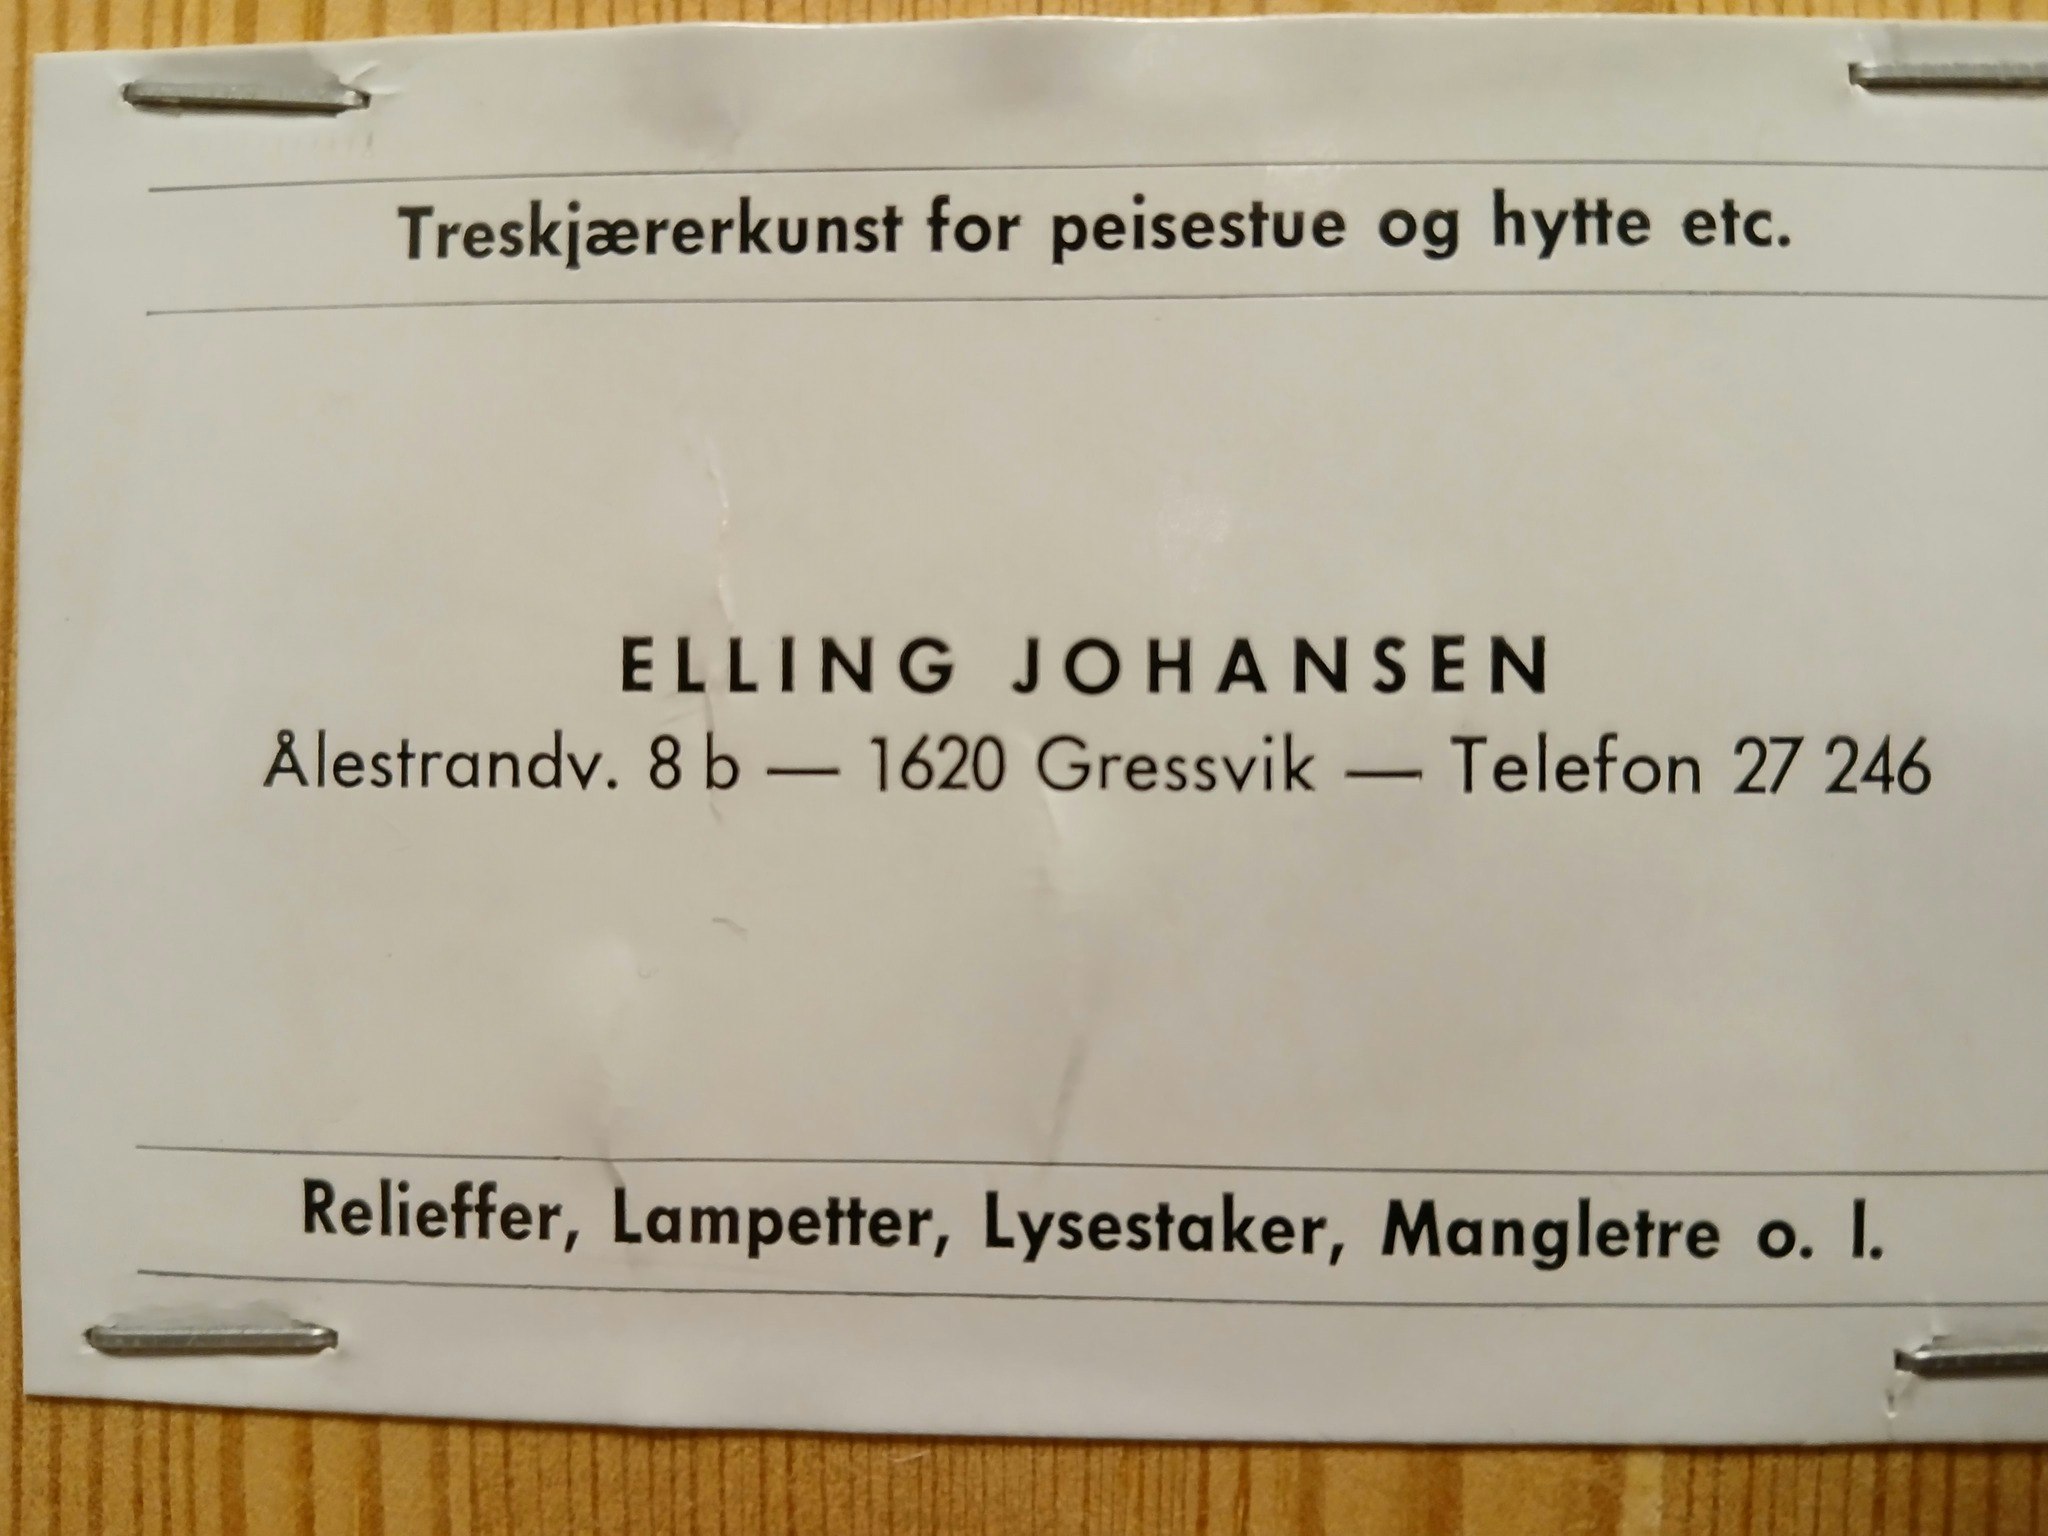 Treskjærerkunst for peisestue og hytte etc.
ELLING JOHANSEN
Ålestrandv. 8 b — 1620 Gressvik — Telefon 27 246
Relieffer, Lampetter, Lysestaker, Mangletre o. l.